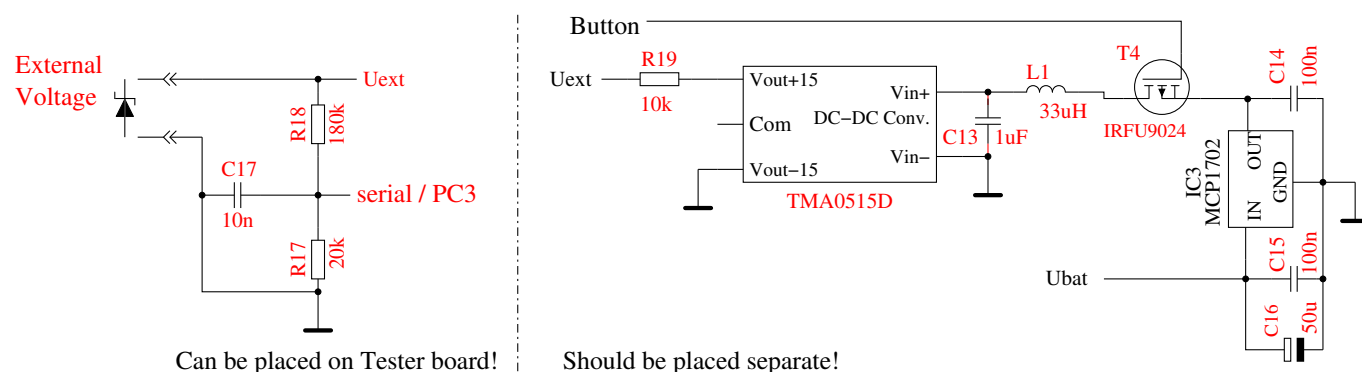 External
Voltage
Uext
R18
180k
C17
10n
serial / PC3
R17
20k
Can be placed on Tester board!
Button
Uext
R19
10k
Vout+15
Com
Vout−15
Vin+
DC−DC Conv.
Vin−
TMA0515D
C13
1uF
L1
33uH
T4
IRFU9024
C14
100n
IC3
MCP1702
OUT
GND
IN
Ubat
C15
100n
C16
50u
Should be placed separate!